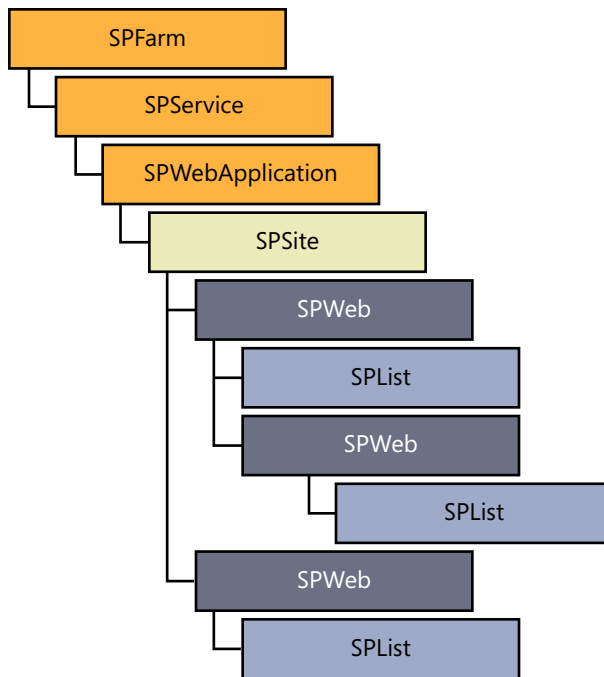 SPFarm
SPService
SPWebApplication
SPSite
SPWeb
SPList
SPWeb
SPList
SPWeb
SPList